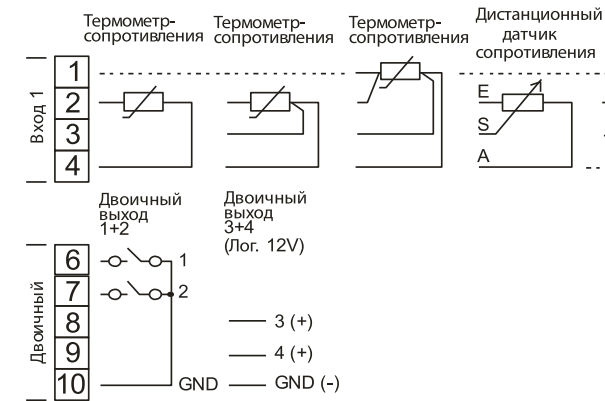 Термометр-
сопротивления
Термометр-
сопротивления
Термометр-
сопротивления
Дистанционный
датчик
сопротивления
Вход 1
1
2
3
4
E
S
A
Двоичный
выход
1+2
Двоичный
выход
3+4
(Лог. 12V)
Двоичный
6
7
8
9
10
1
2
3 (+)
4 (+)
GND
GND (-)